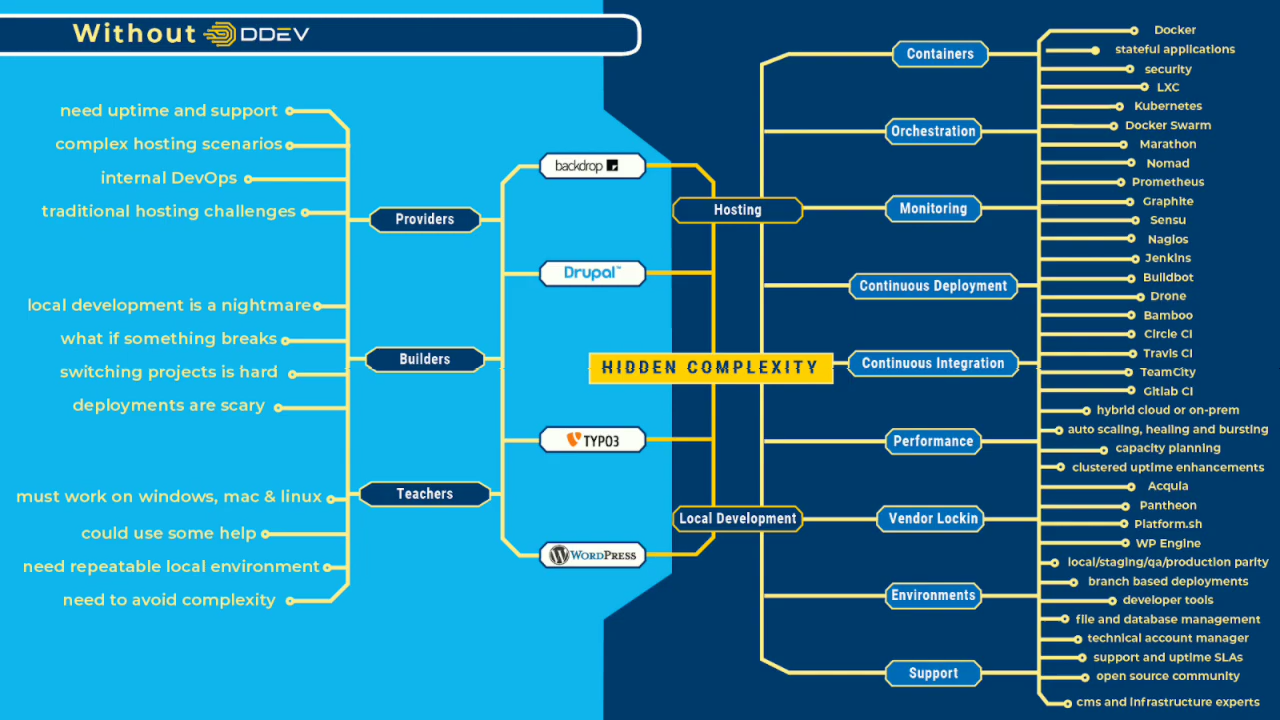 Without DDEV
need uptime and support
complex hosting scenarios
internal DevOps
traditional hosting challenges
Providers
local development is a nightmare
what if something breaks
switching projects is hard
deployments are scary
Builders
must work on windows, mac & linux
could use some help
need repeatable local environment
need to avoid complexity
Teachers
backdrop
Drupal™
TYPO3
WORDPRESS
HIDDEN COMPLEXITY
Hosting
Local Development
Containers
Orchestration
Monitoring
Continuous Deployment
Continuous Integration
Performance
Vendor Lockin
Environments
Support
Docker
stateful applications
security
LXC
Kubernetes
Docker Swarm
Marathon
Nomad
Prometheus
Graphite
Sensu
Nagios
Jenkins
Buildbot
Drone
Bamboo
Circle CI
Travis CI
TeamCity
Gitlab CI
hybrid cloud or on-prem
auto scaling, healing and bursting
capacity planning
clustered uptime enhancements
Acquia
Pantheon
Platform.sh
WP Engine
local/staging/qa/production parity
branch based deployments
developer tools
file and database management
technical account manager
support and uptime SLAs
open source community
cms and infrastructure experts